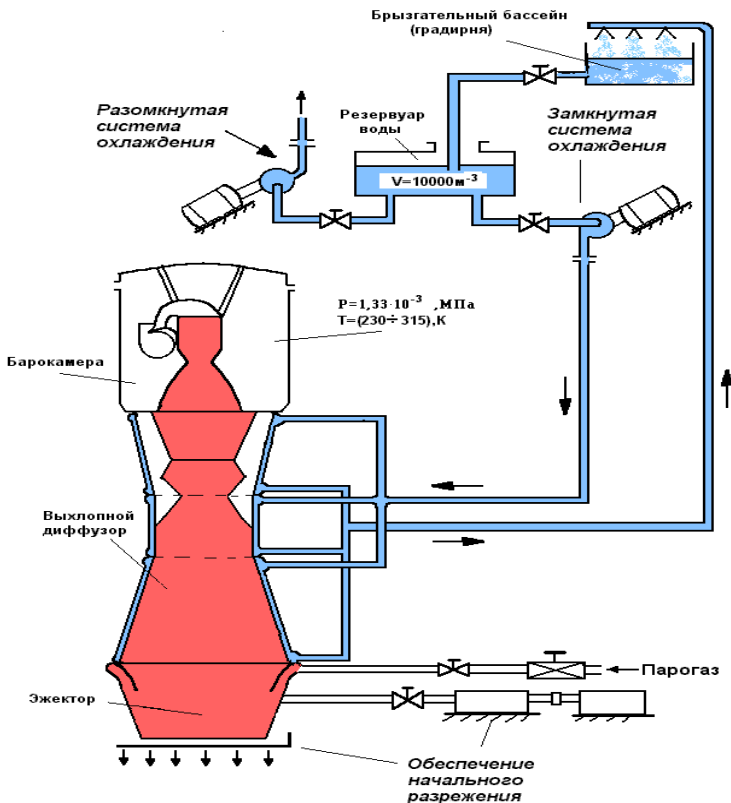 Брызгательный бассейн
(градирня)
Разомкнутая
система
охлаждения
Резервуар
воды
Замкнутая
система
охлаждения
V=10000м-3
P=1,33·10-3 ,МПа
T=(230÷315),К
Барокамера
Выхлопной
диффузор
Парогаз
Эжектор
Обеспечение
начального
разрежения